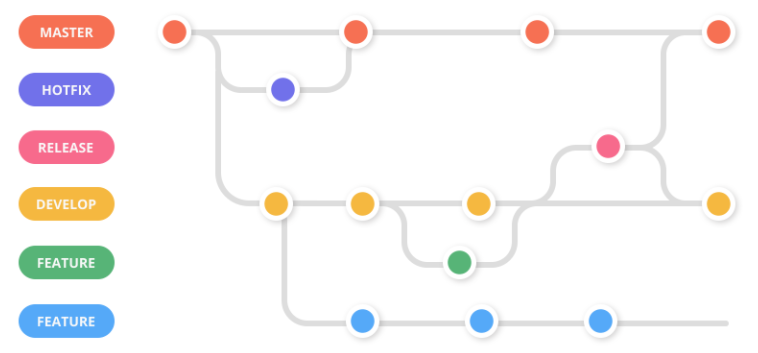 MASTER
HOTFIX
RELEASE
DEVELOP
FEATURE
FEATURE